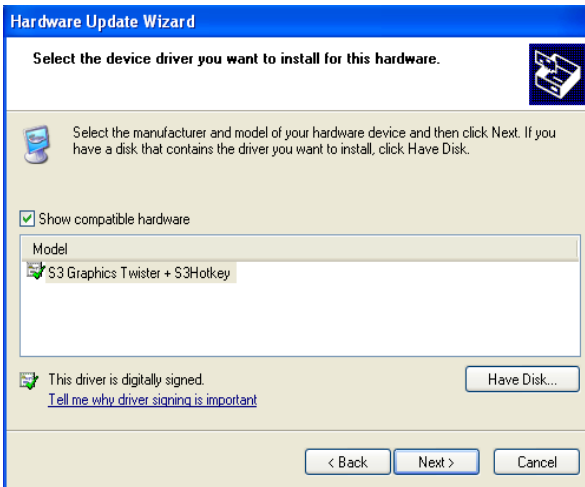 Hardware Update Wizard
Select the device driver you want to install for this hardware.
Select the manufacturer and model of your hardware device and then click Next. If you
have a disk that contains the driver you want to install, click Have Disk.
Show compatible hardware
Model
S3 Graphics Twister + S3Hotkey
This driver is digitally signed.
Have Disk...
Tell me why driver signing is important
< Back
Next >
Cancel